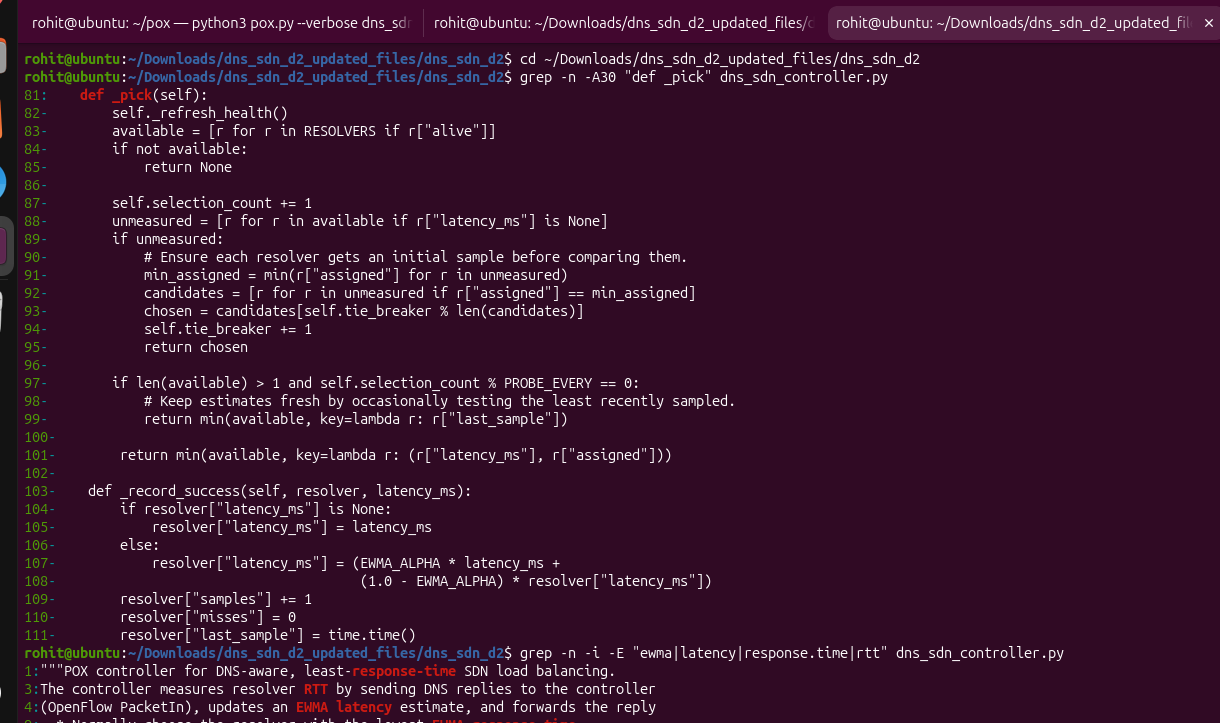 rohit@ubuntu: ~/pox — python3 pox.py --verbose dns_sdn
rohit@ubuntu: ~/Downloads/dns_sdn_d2_updated_files/
rohit@ubuntu: ~/Downloads/dns_sdn_d2_updated_fil
×
rohit@ubuntu:~/Downloads/dns_sdn_d2_updated_files/dns_sdn_d2$ cd ~/Downloads/dns_sdn_d2_updated_files/dns_sdn_d2
rohit@ubuntu:~/Downloads/dns_sdn_d2_updated_files/dns_sdn_d2$ grep -n -A30 "def _pick" dns_sdn_controller.py
81:    def _pick(self):
82-        self._refresh_health()
83-        available = [r for r in RESOLVERS if r["alive"]]
84-        if not available:
85-            return None
86-
87-        self.selection_count += 1
88-        unmeasured = [r for r in available if r["latency_ms"] is None]
89-        if unmeasured:
90-            # Ensure each resolver gets an initial sample before comparing them.
91-            min_assigned = min(r["assigned"] for r in unmeasured)
92-            candidates = [r for r in unmeasured if r["assigned"] == min_assigned]
93-            chosen = candidates[self.tie_breaker % len(candidates)]
94-            self.tie_breaker += 1
95-            return chosen
96-
97-        if len(available) > 1 and self.selection_count % PROBE_EVERY == 0:
98-            # Keep estimates fresh by occasionally testing the least recently sampled.
99-            return min(available, key=lambda r: r["last_sample"])
100-
101-        return min(available, key=lambda r: (r["latency_ms"], r["assigned"]))
102-
103-    def _record_success(self, resolver, latency_ms):
104-        if resolver["latency_ms"] is None:
105-            resolver["latency_ms"] = latency_ms
106-        else:
107-            resolver["latency_ms"] = (EWMA_ALPHA * latency_ms +
108-                                      (1.0 - EWMA_ALPHA) * resolver["latency_ms"])
109-        resolver["samples"] += 1
110-        resolver["misses"] = 0
111-        resolver["last_sample"] = time.time()
rohit@ubuntu:~/Downloads/dns_sdn_d2_updated_files/dns_sdn_d2$ grep -n -i -E "ewma|latency|response.time|rtt" dns_sdn_controller.py
1:"""POX controller for DNS-aware, least-response-time SDN load balancing.
3:The controller measures resolver RTT by sending DNS replies to the controller
4:(OpenFlow PacketIn), updates an EWMA latency estimate, and forwards the reply